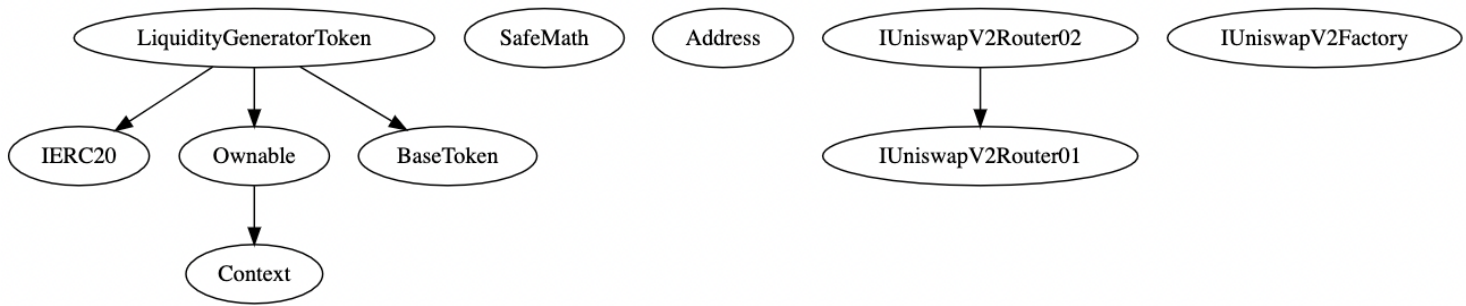 LiquidityGeneratorToken
SafeMath
Address
IUniswapV2Router02
IUniswapV2Factory
IERC20
Ownable
BaseToken
IUniswapV2Router01
Context